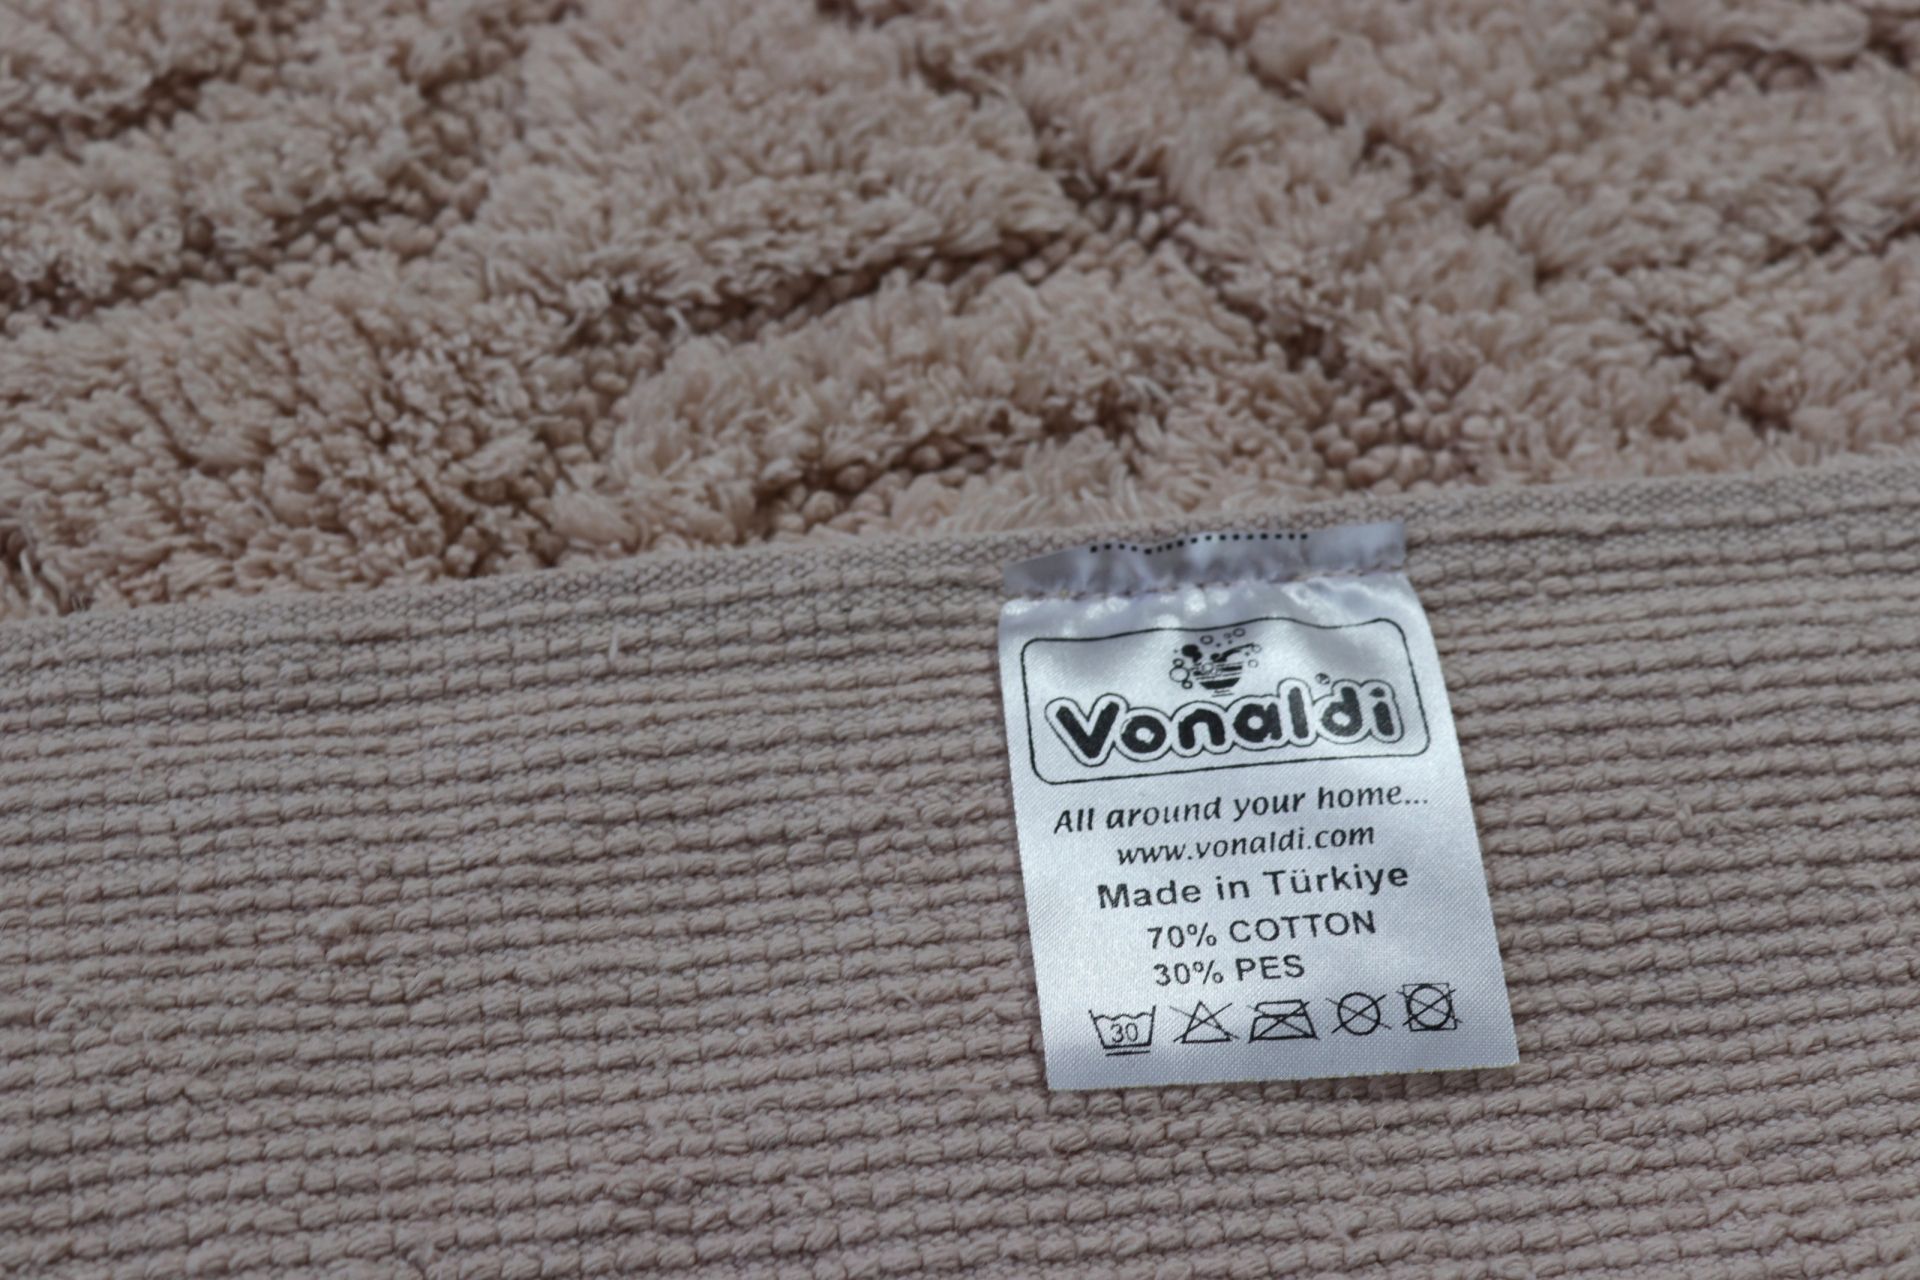 Vonaldi®
All around your home...
www.vonaldi.com
Made in Türkiye
70% COTTON
30% PES
30